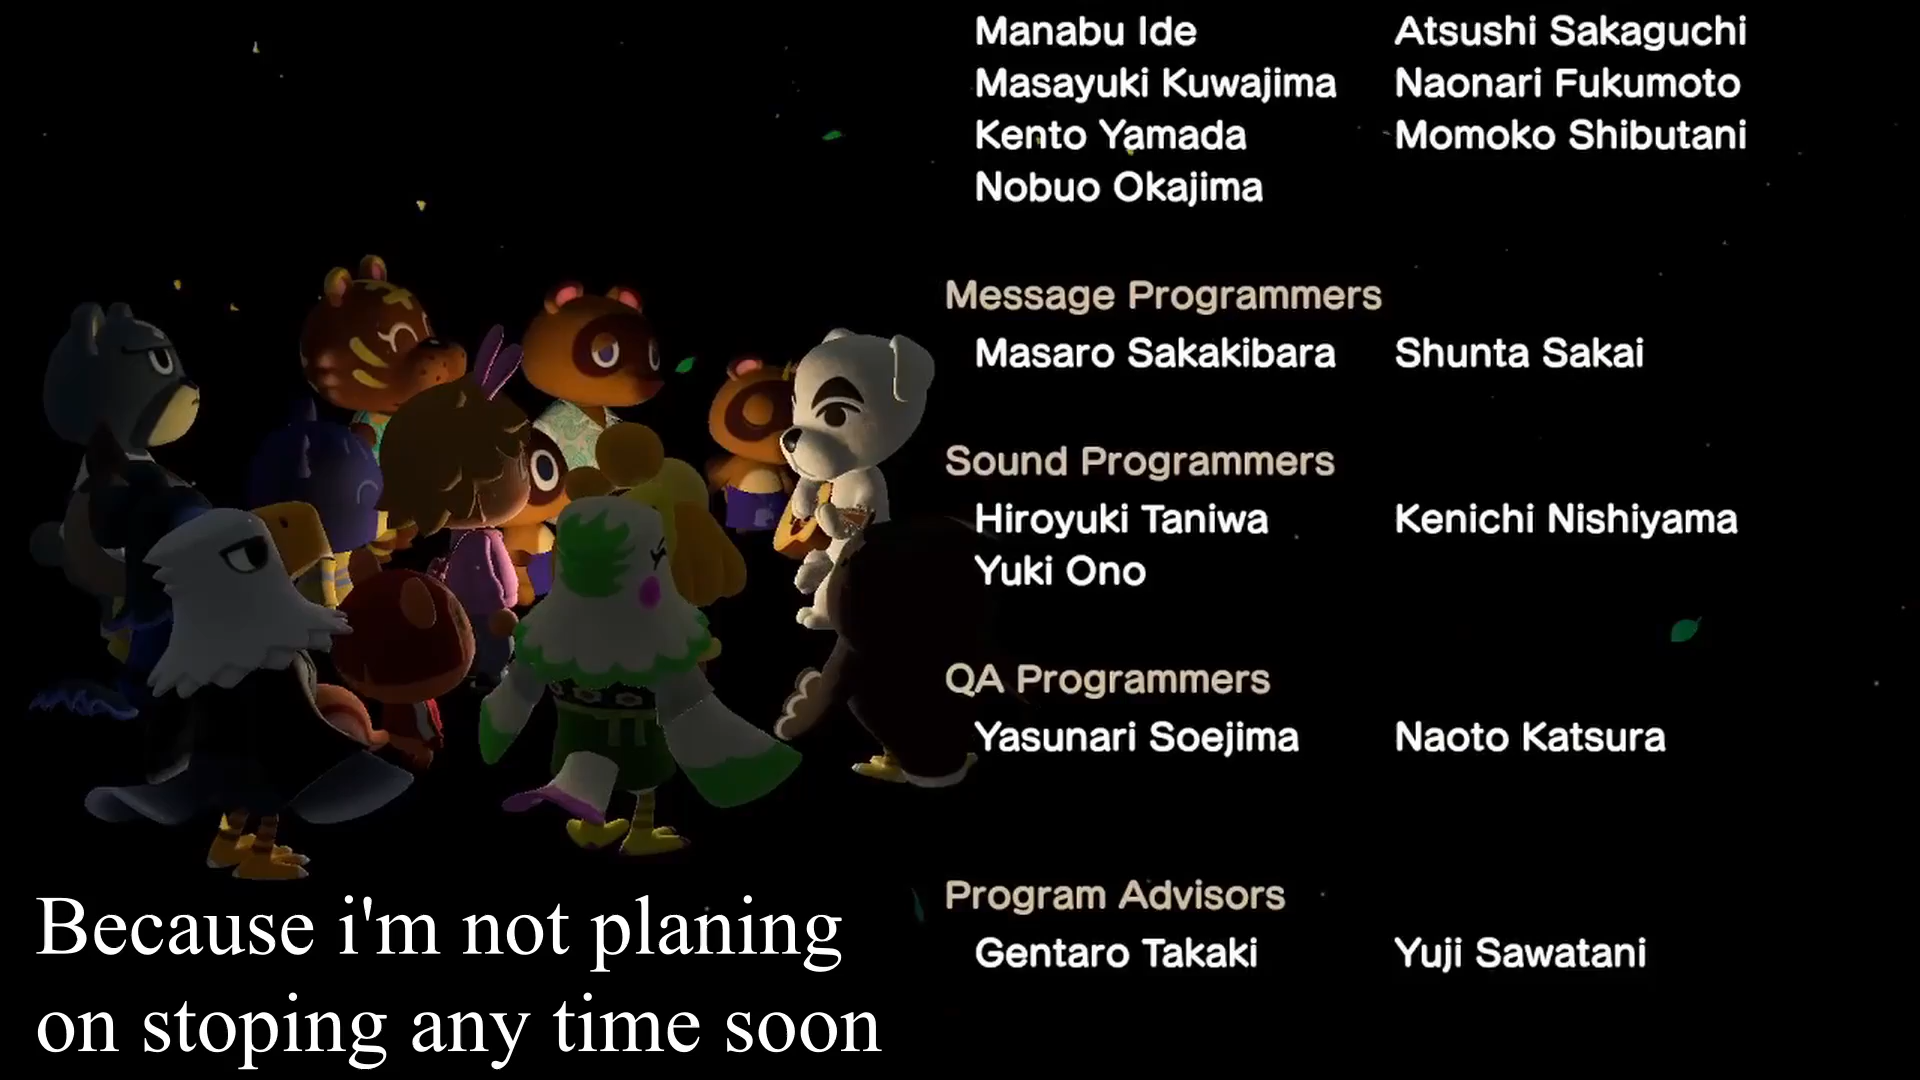 Manabu Ide Atsushi Sakaguchi
Masayuki Kuwajima Naonari Fukumoto
Kento Yamada Momoko Shibutani
Nobuo Okajima
Message Programmers
Masaro Sakakibara Shunta Sakai
Sound Programmers
Hiroyuki Taniwa Kenichi Nishiyama
Yuki Ono
QA Programmers
Yasunari Soejima Naoto Katsura
Program Advisors
Gentaro Takaki Yuji Sawatani
Because i'm not planing
on stoping any time soon